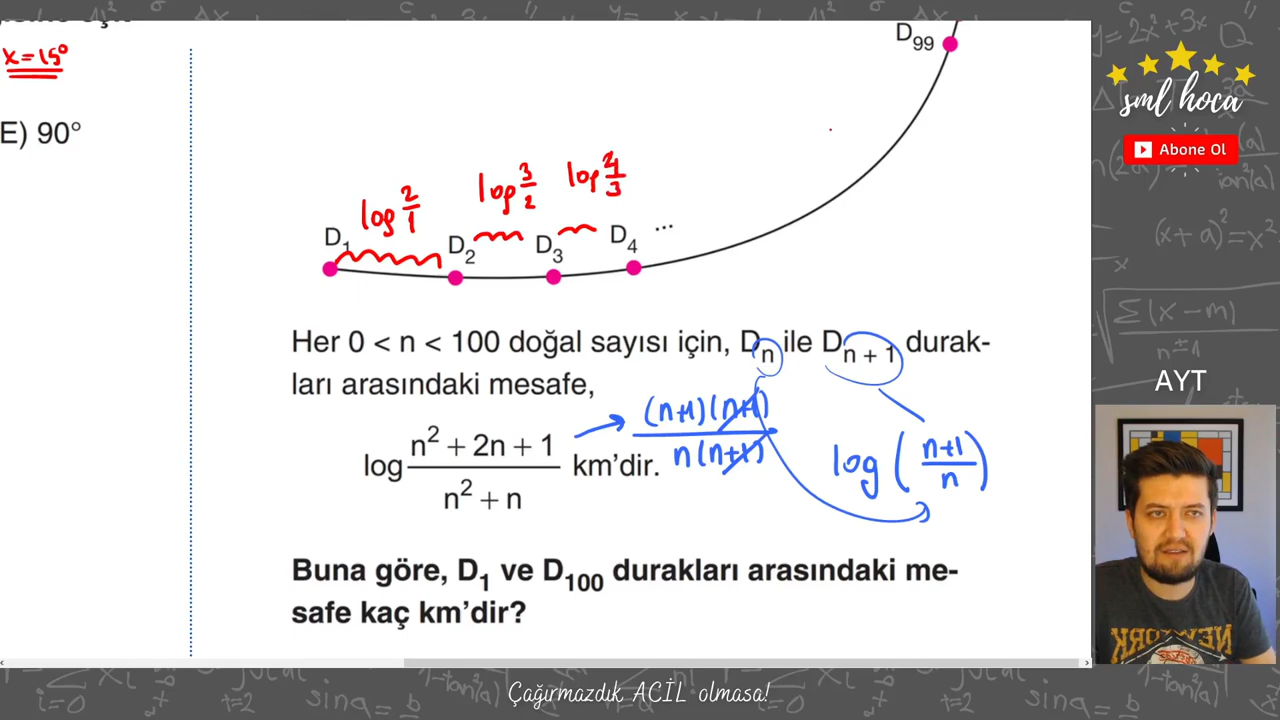 x = 15°
E) 90°
D99
log 2/1
log 3/2
log 4/3
D1
D2
D3
D4
...
Her 0 < n < 100 doğal sayısı için, Dn ile Dn + 1 durak-
ları arasındaki mesafe,
log n² + 2n + 1 / n² + n km'dir.
(n+1)(n+1) / n(n+1)
log ( n+1 / n )
Buna göre, D1 ve D100 durakları arasındaki me-
safe kaç km'dir?
sml hoca
Abone Ol
AYT
Çağırmazdık ACİL olmasa!